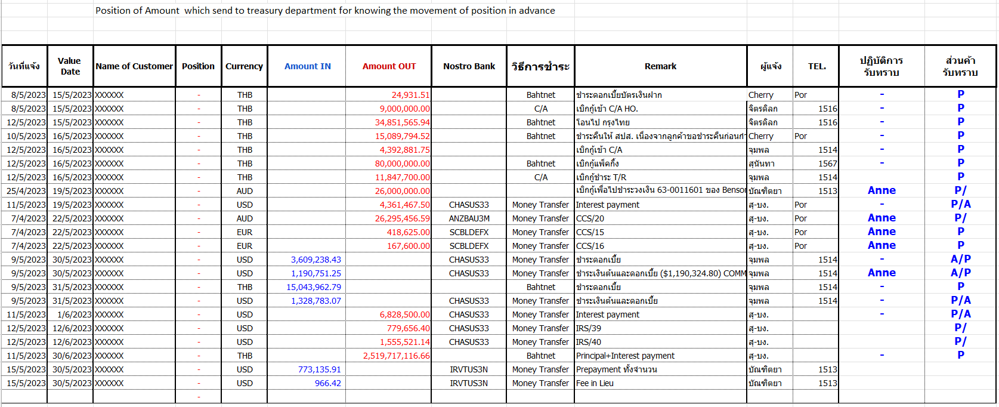 Position of Amount  which send to treasury department for knowing the movement of position in advance
วันที่แจ้ง Value Date Name of Customer Position Currency Amount IN Amount OUT Nostro Bank วิธีการชำระ Remark ผู้แจ้ง TEL. ปฏิบัติการ รับทราบ ส่วนค้า รับทราบ
8/5/2023 15/5/2023 XXXXXX - THB 24,931.51 Bahtnet ชำระดอกเบี้ยบัตรเงินฝาก Cherry Por - P
8/5/2023 15/5/2023 XXXXXX - THB 9,000,000.00 C/A เบิกกู้เข้า C/A HO. จิตรดิลก 1516 - P
12/5/2023 15/5/2023 XXXXXX - THB 34,851,565.94 Bahtnet โอนไป กรุงไทย จิตรดิลก 1516 - P
10/5/2023 16/5/2023 XXXXXX - THB 15,089,794.52 Bahtnet ชำระคืนให้ สปส. เนื่องจากลูกค้าขอชำระคืนก่อนกำ Cherry Por - P
12/5/2023 16/5/2023 XXXXXX - THB 4,392,881.75 เบิกกู้เข้า C/A จุมพล 1514 - P
12/5/2023 16/5/2023 XXXXXX - THB 80,000,000.00 Bahtnet เบิกกู้แพ็คกิ้ง สุนันทา 1567 - P
12/5/2023 16/5/2023 XXXXXX - THB 11,847,700.00 C/A เบิกกู้ชำระ T/R จุมพล 1514 P
25/4/2023 19/5/2023 XXXXXX - AUD 26,000,000.00 เบิกกู้เพื่อไปชำระวงเงิน 63-0011601 ของ Benson บัณฑิตยา 1513 Anne P/
11/5/2023 19/5/2023 XXXXXX - USD 4,361,467.50 CHASUS33 Money Transfer Interest payment สุ-บง. Por - P/A
7/4/2023 22/5/2023 XXXXXX - AUD 26,295,456.59 ANZBAU3M Money Transfer CCS/20 สุ-บง. Por Anne P/
7/4/2023 22/5/2023 XXXXXX - EUR 418,625.00 SCBLDEFX Money Transfer CCS/15 สุ-บง. Por Anne P
7/4/2023 22/5/2023 XXXXXX - EUR 167,600.00 SCBLDEFX Money Transfer CCS/16 สุ-บง. Por Anne P
9/5/2023 30/5/2023 XXXXXX - USD 3,609,238.43 CHASUS33 Money Transfer ชำระดอกเบี้ย จุมพล 1514 - A/P
9/5/2023 30/5/2023 XXXXXX - USD 1,190,751.25 CHASUS33 Money Transfer ชำระเงินต้นและดอกเบี้ย ($1,190,324.80) COMM จุมพล 1514 Anne A/P
9/5/2023 31/5/2023 XXXXXX - THB 15,043,962.79 Bahtnet ชำระดอกเบี้ย จุมพล 1514 - P
9/5/2023 31/5/2023 XXXXXX - USD 1,328,783.07 CHASUS33 Money Transfer ชำระเงินต้นและดอกเบี้ย จุมพล 1514 - P/A
11/5/2023 1/6/2023 XXXXXX - USD 6,828,500.00 CHASUS33 Money Transfer Interest payment สุ-บง. - P/A
12/5/2023 12/6/2023 XXXXXX - USD 779,656.40 CHASUS33 Money Transfer IRS/39 สุ-บง. P/
12/5/2023 12/6/2023 XXXXXX - USD 1,555,521.14 CHASUS33 Money Transfer IRS/40 สุ-บง. P/
11/5/2023 30/6/2023 XXXXXX - THB 2,519,717,116.66 Bahtnet Principal+Interest payment สุ-บง. - P
15/5/2023 30/5/2023 XXXXXX - USD 773,135.91 IRVTUS3N Money Transfer Prepayment ทั้งจำนวน บัณฑิตยา 1513
15/5/2023 30/5/2023 XXXXXX - USD 966.42 IRVTUS3N Money Transfer Fee in Lieu บัณฑิตยา 1513
-